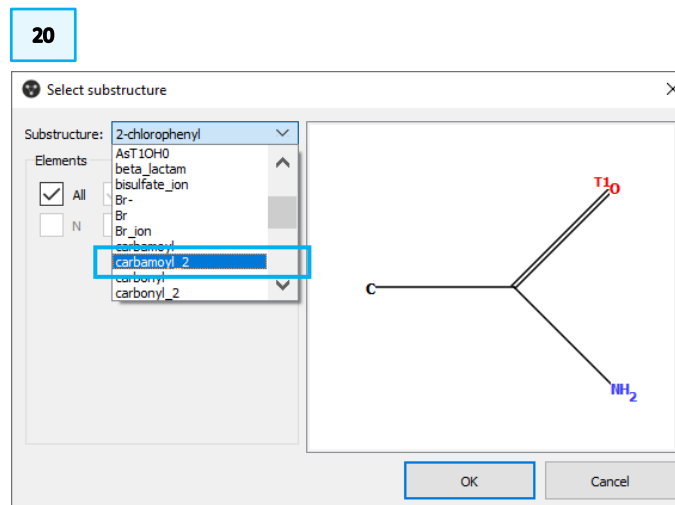 20
Select substructure
Substructure: 2-chlorophenyl
Elements
All
N
AsT1OH0
beta_lactam
bisulfate_ion
Br-
Br
Br_ion
carbamoyl
carbamoyl_2
carbonyl
carbonyl_2
T1O
C
NH2
OK
Cancel